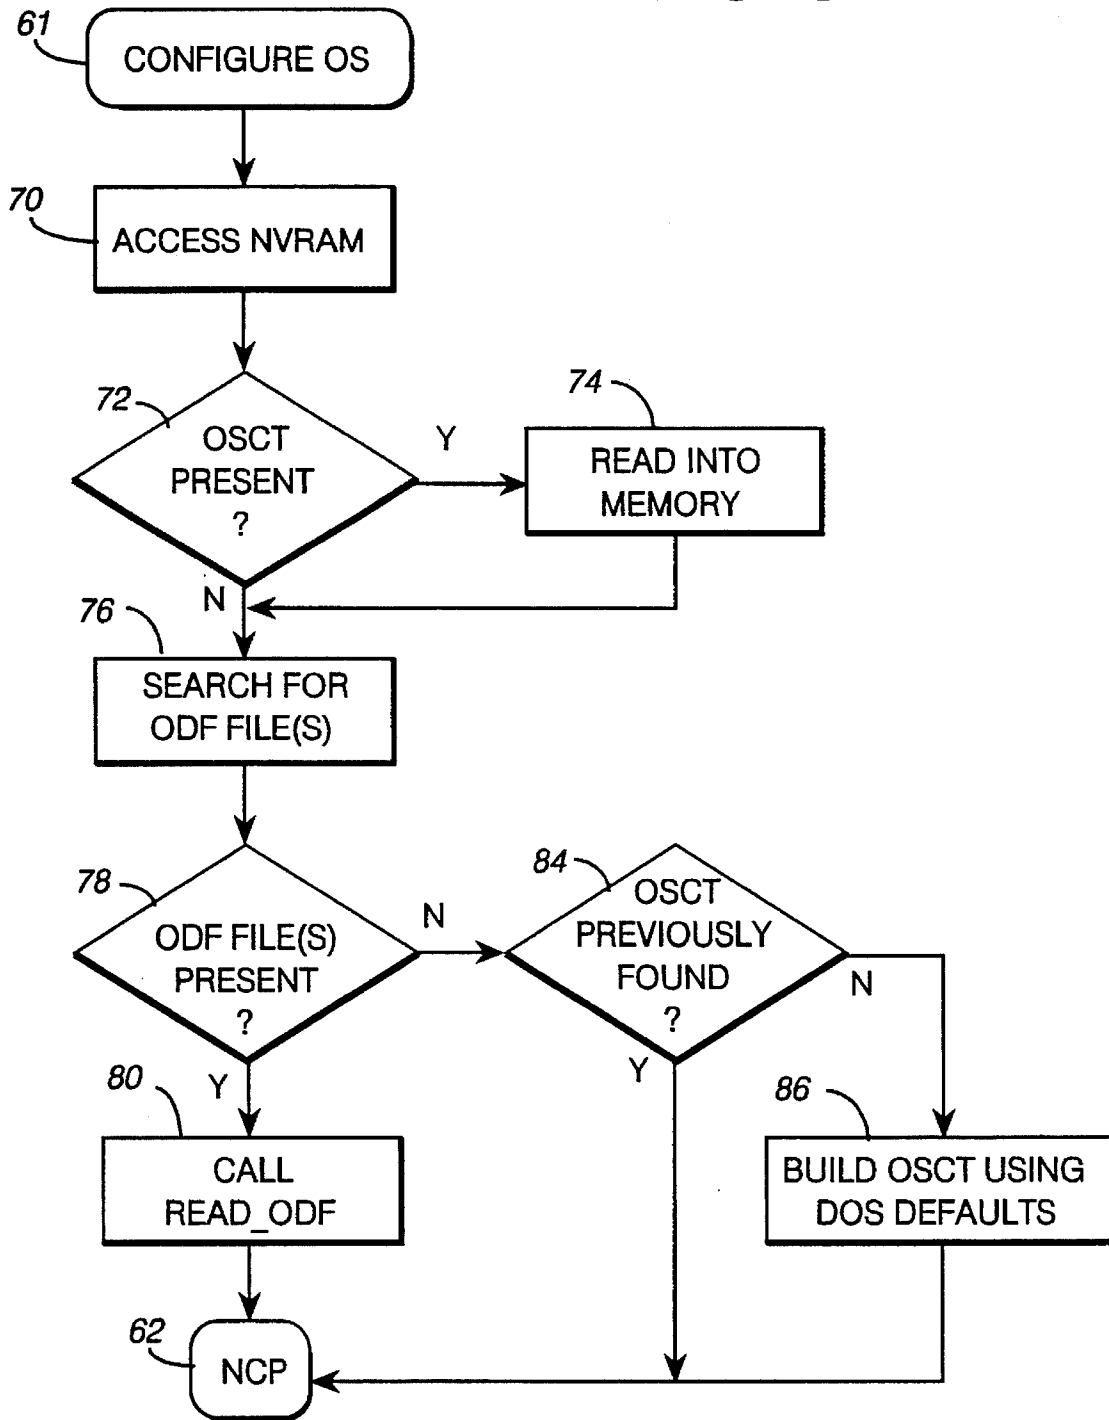 61
CONFIGURE OS
70
ACCESS NVRAM
72
OSCT
PRESENT
?
Y
74
READ INTO
MEMORY
N
76
SEARCH FOR
ODF FILE(S)
78
ODF FILE(S)
PRESENT
?
N
84
OSCT
PREVIOUSLY
FOUND
?
N
Y
Y
80
CALL
READ_ODF
86
BUILD OSCT USING
DOS DEFAULTS
62
NCP